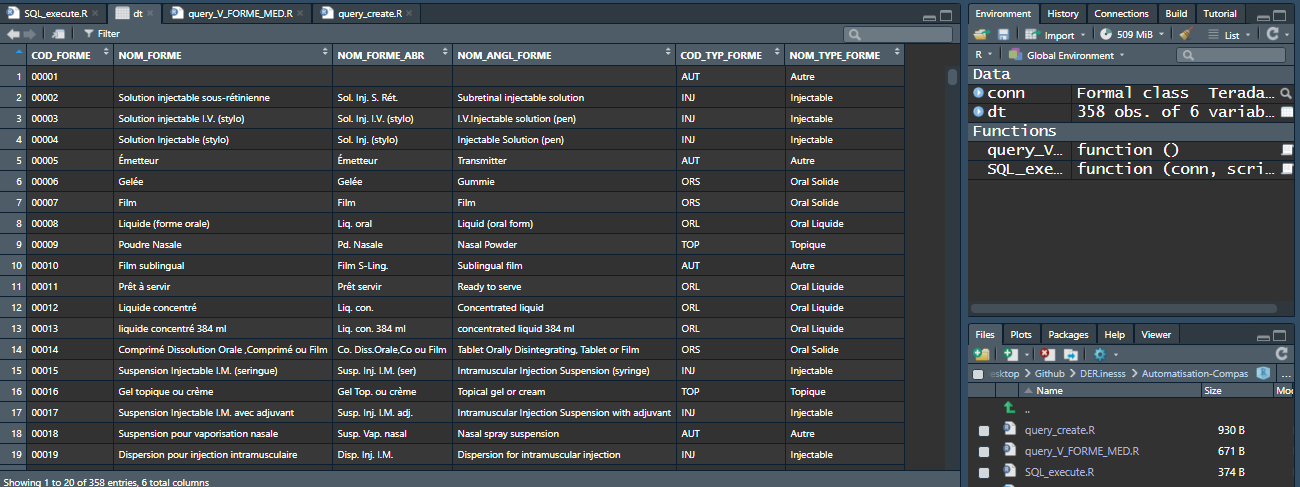 SQL_execute.R × dt × query_V_FORME_MED.R × query_create.R ×
Filter
COD_FORME NOM_FORME NOM_FORME_ABR NOM_ANGL_FORME COD_TYP_FORME NOM_TYPE_FORME
1 00001 AUT Autre
2 00002 Solution injectable sous-rétinienne Sol. Inj. S. Rét. Subretinal injectable solution INJ Injectable
3 00003 Solution injectable I.V. (stylo) Sol. Inj. I.V. (stylo) I.V.Injectable Solution (pen) INJ Injectable
4 00004 Solution Injectable (stylo) Sol. Inj. (stylo) Injectable Solution (pen) INJ Injectable
5 00005 Émetteur Émetteur Transmitter AUT Autre
6 00006 Gelée Gelée Gummie ORS Oral Solide
7 00007 Film Film Film ORS Oral Solide
8 00008 Liquide (forme orale) Liq. oral Liquid (oral form) ORL Oral Liquide
9 00009 Poudre Nasale Pd. Nasale Nasal Powder TOP Topique
10 00010 Film sublingual Film S-Ling. Sublingual film AUT Autre
11 00011 Prêt à servir Prêt servir Ready to serve ORL Oral Liquide
12 00012 Liquide concentré Liq. con. Concentrated liquid ORL Oral Liquide
13 00013 liquide concentré 384 ml Liq. con. 384 ml concentrated liquid 384 ml ORL Oral Liquide
14 00014 Comprimé Dissolution Orale ,Comprimé ou Film Co. Diss.Orale,Co ou Film Tablet Orally Disintegrating, Tablet or Film ORS Oral Solide
15 00015 Suspension Injectable I.M. (seringue) Susp. Inj. I.M. (ser) Intramuscular Injection Suspension (syringe) INJ Injectable
16 00016 Gel topique ou crème Gel Top. ou crème Topical gel or cream TOP Topique
17 00017 Suspension Injectable I.M. avec adjuvant Susp. Inj. I.M. adj. Intramuscular Injection Suspension with adjuvant INJ Injectable
18 00018 Suspension pour vaporisation nasale Susp. Vap. nasal Nasal spray suspension AUT Autre
19 00019 Dispersion pour injection intramusculaire Disp. Inj. I.M. Dispersion for intramuscular injection INJ Injectable
Showing 1 to 20 of 358 entries, 6 total columns
Environment History Connections Build Tutorial
Import 509 MiB List
R Global Environment
Data
conn Formal class Terada…
dt 358 obs. of 6 variab…
Functions
query_V… function ()
SQL_exe… function (conn, scri…
Files Plots Packages Help Viewer
esktop > Github > DER.inesss > Automatisation-Compas ...
Name Size Mo
..
query_create.R 930 B
query_V_FORME_MED.R 671 B
SQL_execute.R 374 B